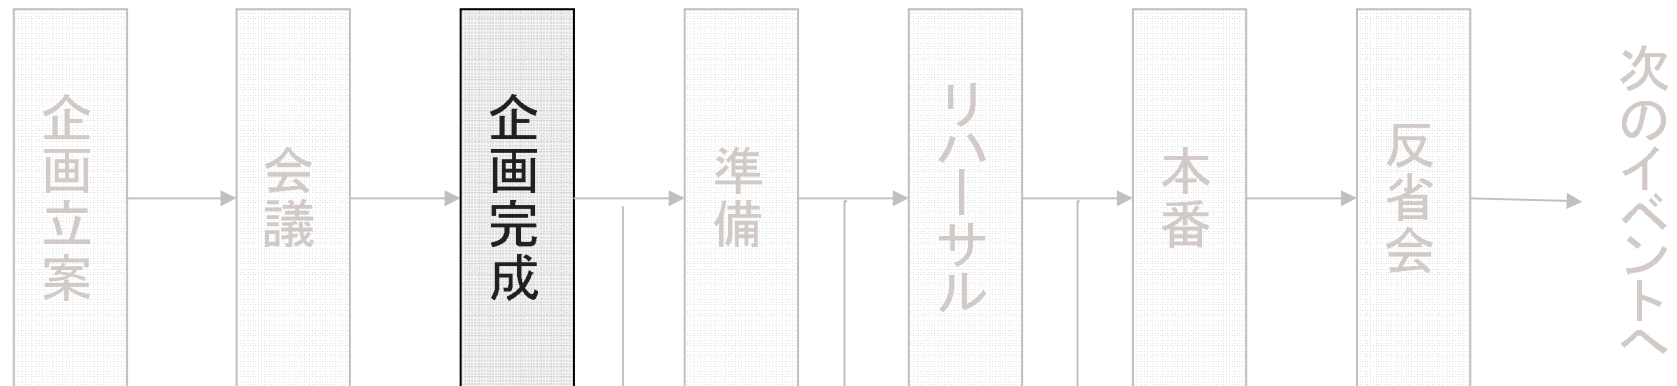 企画立案
会議
企画完成
準備
リハーサル
本番
反省会
次のイベントへ